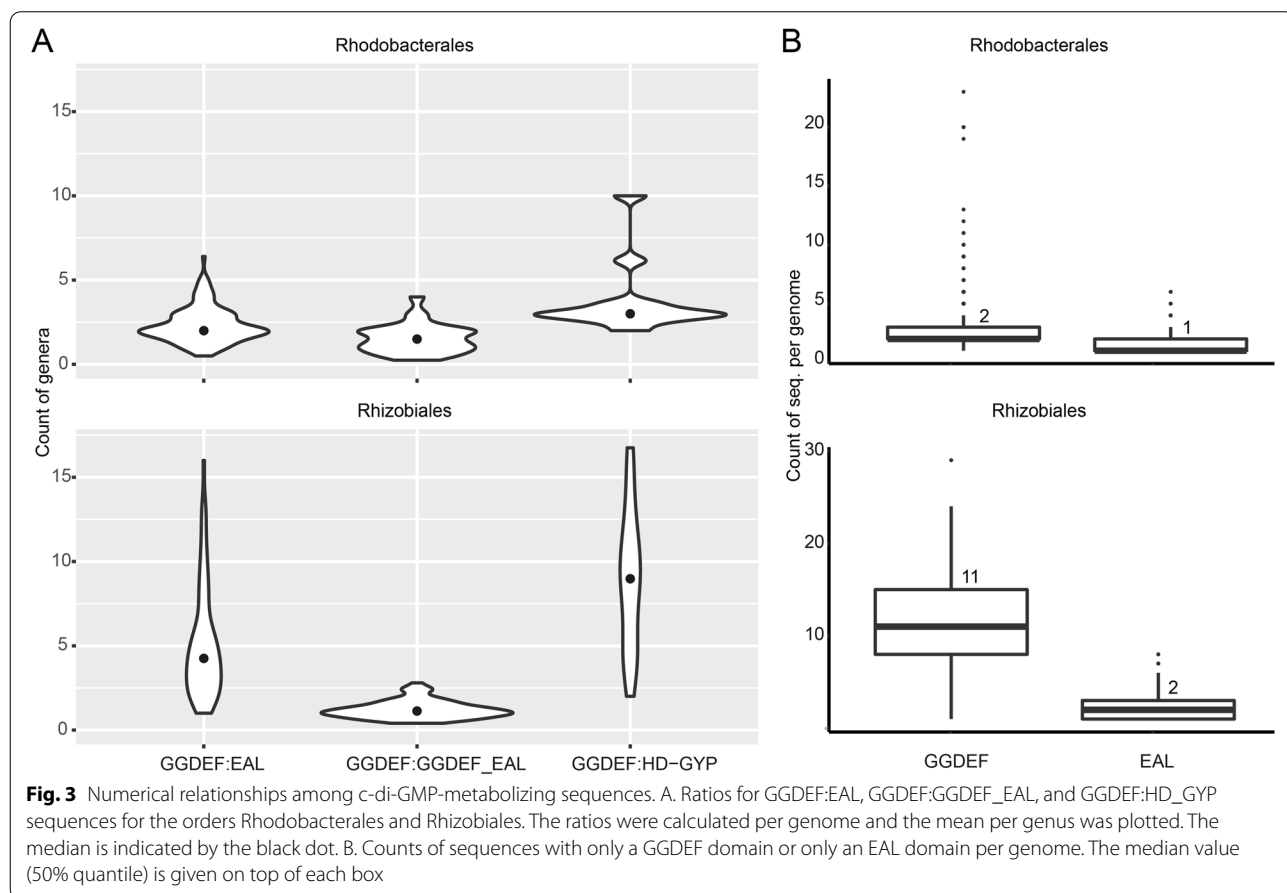 A
Rhodobacterales
15
10
5
0
Count of genera
Rhizobiales
15
10
5
0
GGDEF:EAL GGDEF:GGDEF_EAL GGDEF:HD−GYP
B
Rhodobacterales
20
15
10
5
0
2
1
Count of seq. per genome
Rhizobiales
30
20
10
11
2
GGDEF EAL
Fig. 3 Numerical relationships among c-di-GMP-metabolizing sequences. A. Ratios for GGDEF:EAL, GGDEF:GGDEF_EAL, and GGDEF:HD_GYP
sequences for the orders Rhodobacterales and Rhizobiales. The ratios were calculated per genome and the mean per genus was plotted. The
median is indicated by the black dot. B. Counts of sequences with only a GGDEF domain or only an EAL domain per genome. The median value
(50% quantile) is given on top of each box